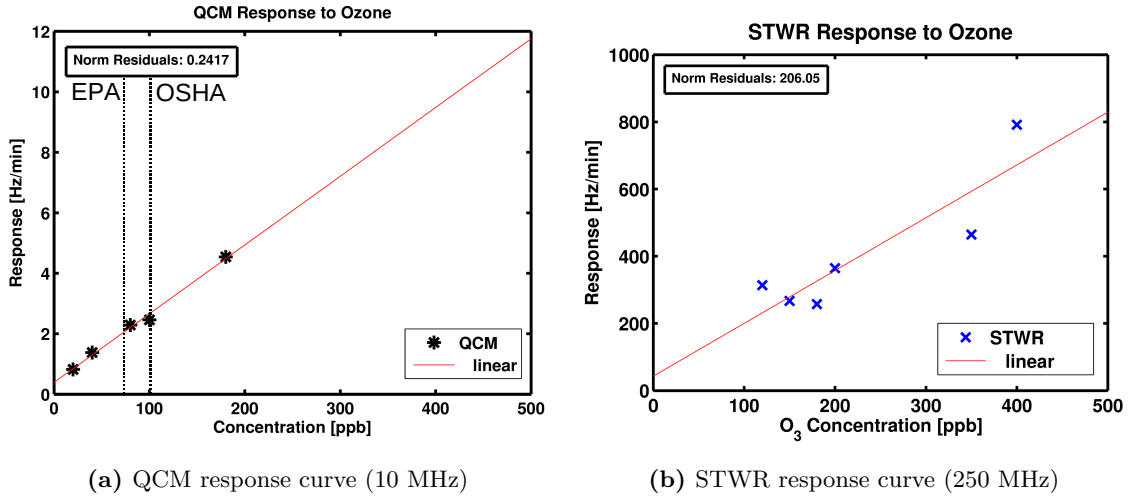 QCM Response to Ozone
Norm Residuals: 0.2417
EPA OSHA
Response [Hz/min]
12
10
8
6
4
2
0
0 100 200 300 400 500
Concentration [ppb]
QCM
linear
(a) QCM response curve (10 MHz)
STWR Response to Ozone
Norm Residuals: 206.05
Response [Hz/min]
1000
800
600
400
200
0
0 100 200 300 400 500
O3 Concentration [ppb]
STWR
linear
(b) STWR response curve (250 MHz)